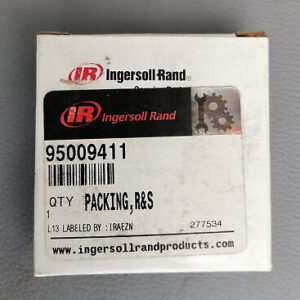 IR Ingersoll-Rand®
IR Ingersoll Rand
95009411
QTY PACKING,R&S
1
L13 LABELED BY :IRAEZN 277534
www.ingersollrandproducts.com